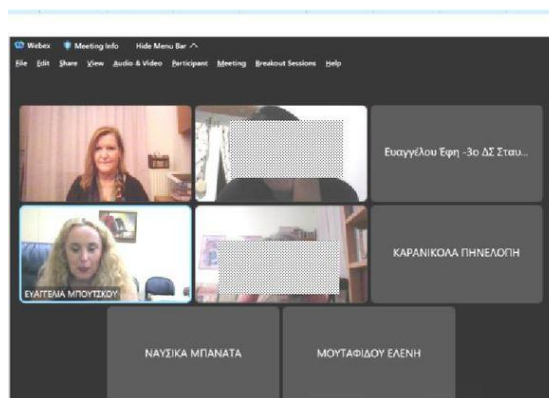 Webex Meeting Info Hide Menu Bar
File Edit Share View Audio & Video Participant Meeting Breakout Sessions Help
Ευαγγέλου Έφη -3ο ΔΣ Σταυ...
ΕΥΑΓΓΕΛΙΑ ΜΠΟΥΤΣΚΟΥ
ΚΑΡΑΝΙΚΟΛΑ ΠΗΝΕΛΟΠΗ
ΝΑΥΣΙΚΑ ΜΠΑΝΑΤΑ
ΜΟΥΤΑΦΙΔΟΥ ΕΛΕΝΗ